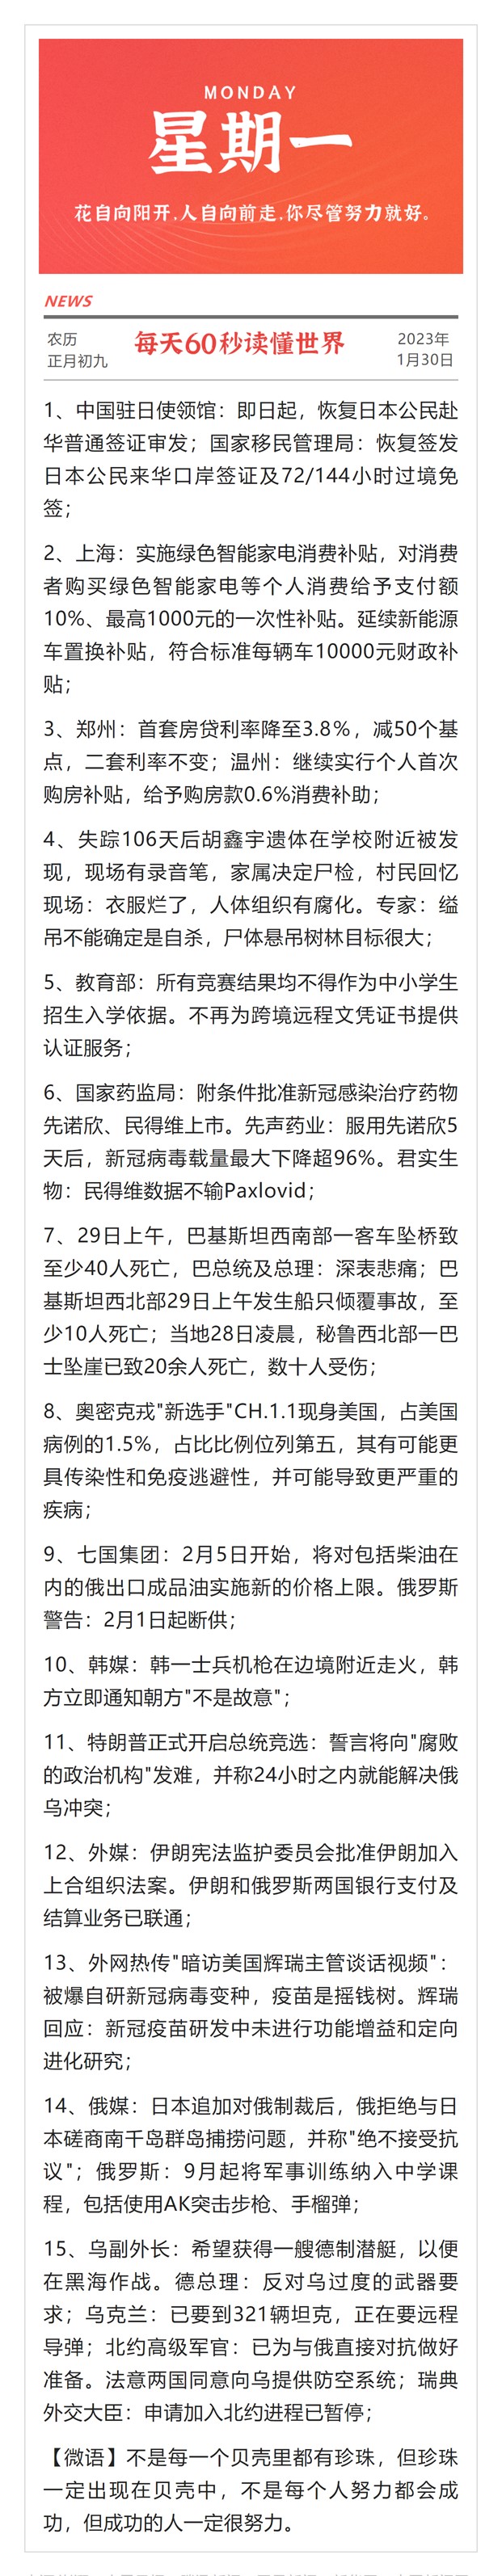 MONDAY
星期一
花自向阳开.人自向前走.你尽管努力就好。
NEWS
农历
正月初九
每天60秒读懂世界
2023年
1月30日
1、中国驻日使领馆：即日起，恢复日本公民赴
华普通签证审发；国家移民管理局：恢复签发
日本公民来华口岸签证及72/144小时过境免
签；
2、上海：实施绿色智能家电消费补贴，对消费
者购买绿色智能家电等个人消费给予支付额
10%、最高1000元的一次性补贴。延续新能源
车置换补贴，符合标准每辆车10000元财政补
贴；
3、郑州：首套房贷利率降至3.8%，减50个基
点，二套利率不变；温州：继续实行个人首次
购房补贴，给予购房款0.6%消费补助；
4、失踪106天后胡鑫宇遗体在学校附近被发
现，现场有录音笔，家属决定尸检，村民回忆
现场：衣服烂了，人体组织有腐化。专家：缢
吊不能确定是自杀，尸体悬吊树林目标很大；
5、教育部：所有竞赛结果均不得作为中小学生
招生入学依据。不再为跨境远程文凭证书提供
认证服务；
6、国家药监局：附条件批准新冠感染治疗药物
先诺欣、民得维上市。先声药业：服用先诺欣5
天后，新冠病毒载量最大下降超96%。君实生
物：民得维数据不输Paxlovid；
7、29日上午，巴基斯坦西南部一客车坠桥致
至少40人死亡，巴总统及总理：深表悲痛；巴
基斯坦西北部29日上午发生船只倾覆事故，至
少10人死亡；当地28日凌晨，秘鲁西北部一巴
士坠崖已致20余人死亡，数十人受伤；
8、奥密克戎"新选手"CH.1.1现身美国，占美国
病例的1.5%，占比比例位列第五，其有可能更
具传染性和免疫逃避性，并可能导致更严重的
疾病；
9、七国集团：2月5日开始，将对包括柴油在
内的俄出口成品油实施新的价格上限。俄罗斯
警告：2月1日起断供；
10、韩媒：韩一士兵机枪在边境附近走火，韩
方立即通知朝方"不是故意"；
11、特朗普正式开启总统竞选：誓言将向"腐败
的政治机构"发难，并称24小时之内就能解决俄
乌冲突；
12、外媒：伊朗宪法监护委员会批准伊朗加入
上合组织法案。伊朗和俄罗斯两国银行支付及
结算业务已联通；
13、外网热传"暗访美国辉瑞主管谈话视频"：
被爆自研新冠病毒变种，疫苗是摇钱树。辉瑞
回应：新冠疫苗研发中未进行功能增益和定向
进化研究；
14、俄媒：日本追加对俄制裁后，俄拒绝与日
本磋商南千岛群岛捕捞问题，并称"绝不接受抗
议"；俄罗斯：9月起将军事训练纳入中学课
程，包括使用AK突击步枪、手榴弹；
15、乌副外长：希望获得一艘德制潜艇，以便
在黑海作战。德总理：反对乌过度的武器要
求；乌克兰：已要到321辆坦克，正在要远程
导弹；北约高级军官：已为与俄直接对抗做好
准备。法意两国同意向乌提供防空系统；瑞典
外交大臣：申请加入北约进程已暂停；
【微语】不是每一个贝壳里都有珍珠，但珍珠
一定出现在贝壳中，不是每个人努力都会成
功，但成功的人一定很努力。